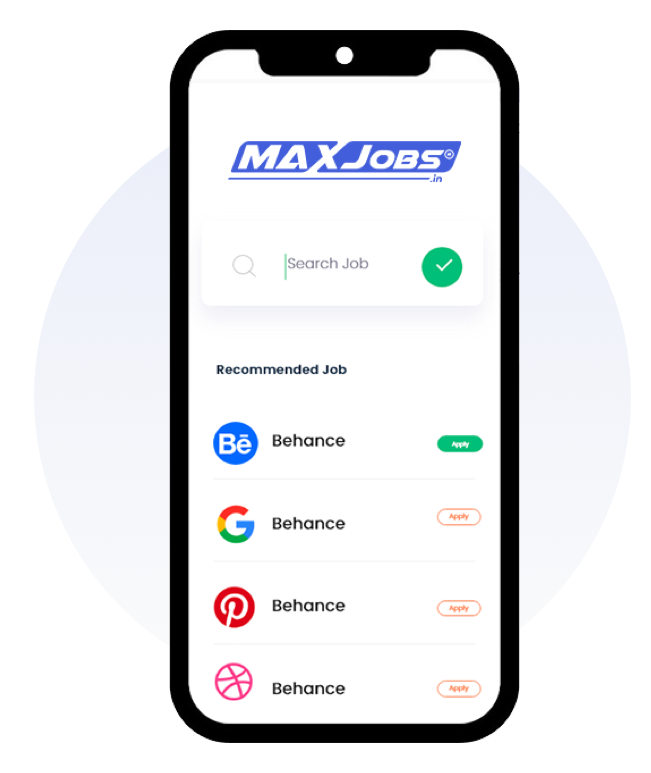 MAXJOBS
.in
Search Job
Recommended Job
Bē Behance Apply
G Behance Apply
Behance Apply
Behance Apply